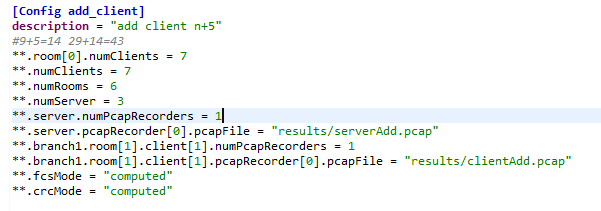 [Config add_client]
description = "add client n+5"
#9+5=14 29+14=43
**.room[0].numClients = 7
**.numClients = 7
**.numRooms = 6
**.numServer = 3
**.server.numPcapRecorders = 1
**.server.pcapRecorder[0].pcapFile = "results/serverAdd.pcap"
**.branch1.room[1].client[1].numPcapRecorders = 1
**.branch1.room[1].client[1].pcapRecorder[0].pcapFile = "results/clientAdd.pcap"
**.fcsMode = "computed"
**.crcMode = "computed"